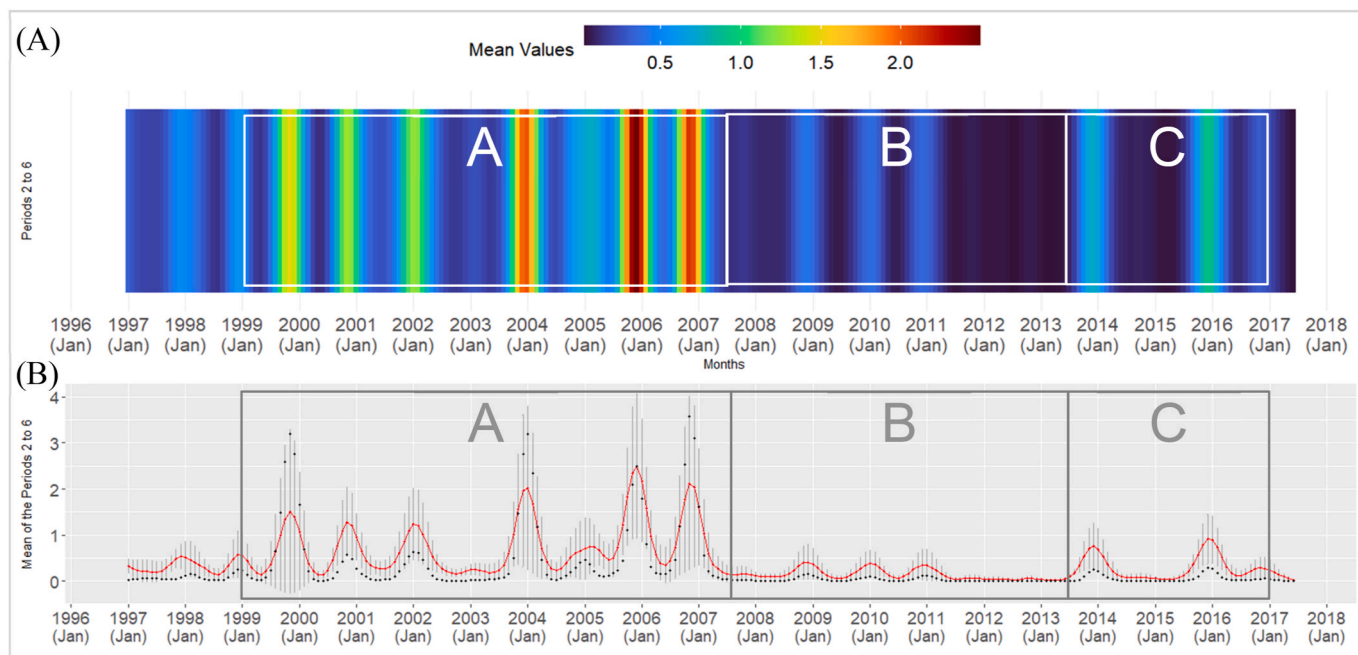 (A)
Mean Values
0.5 1.0 1.5 2.0
A B C
Periods 2 to 6
1996 1997 1998 1999 2000 2001 2002 2003 2004 2005 2006 2007 2008 2009 2010 2011 2012 2013 2014 2015 2016 2017 2018
(Jan) (Jan) (Jan) (Jan) (Jan) (Jan) (Jan) (Jan) (Jan) (Jan) (Jan) (Jan) (Jan) (Jan) (Jan) (Jan) (Jan) (Jan) (Jan) (Jan) (Jan) (Jan) (Jan)
Months
(B)
A B C
Mean of the Periods 2 to 6
4
3
2
1
0
1996 1997 1998 1999 2000 2001 2002 2003 2004 2005 2006 2007 2008 2009 2010 2011 2012 2013 2014 2015 2016 2017 2018
(Jan) (Jan) (Jan) (Jan) (Jan) (Jan) (Jan) (Jan) (Jan) (Jan) (Jan) (Jan) (Jan) (Jan) (Jan) (Jan) (Jan) (Jan) (Jan) (Jan) (Jan) (Jan) (Jan)